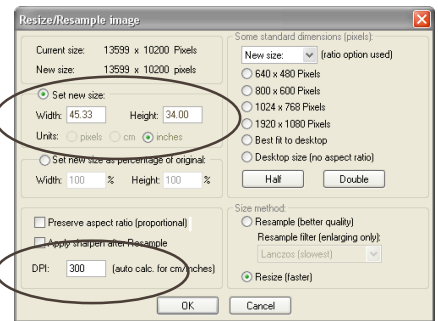 Resize/Resample image
Current size: 13599 x 10200 Pixels
New size: 13599 x 10200 pixels
Set new size:
Width: 45.33 Height: 34.00
Units: pixels cm inches
Set new size as percentage of original:
Width: 100 % Height: 100 %
Preserve aspect ratio (proportional)
Apply sharpen after Resample
DPI: 300 (auto calc. for cm/inches)
Some standard dimensions (pixels):
New size: (ratio option used)
640 x 480 Pixels
800 x 600 Pixels
1024 x 768 Pixels
1920 x 1080 Pixels
Best fit to desktop
Desktop size (no aspect ratio)
Half Double
Size method:
Resample (better quality)
Resample filter (enlarging only):
Lanczos (slowest)
Resize (faster)
OK Cancel